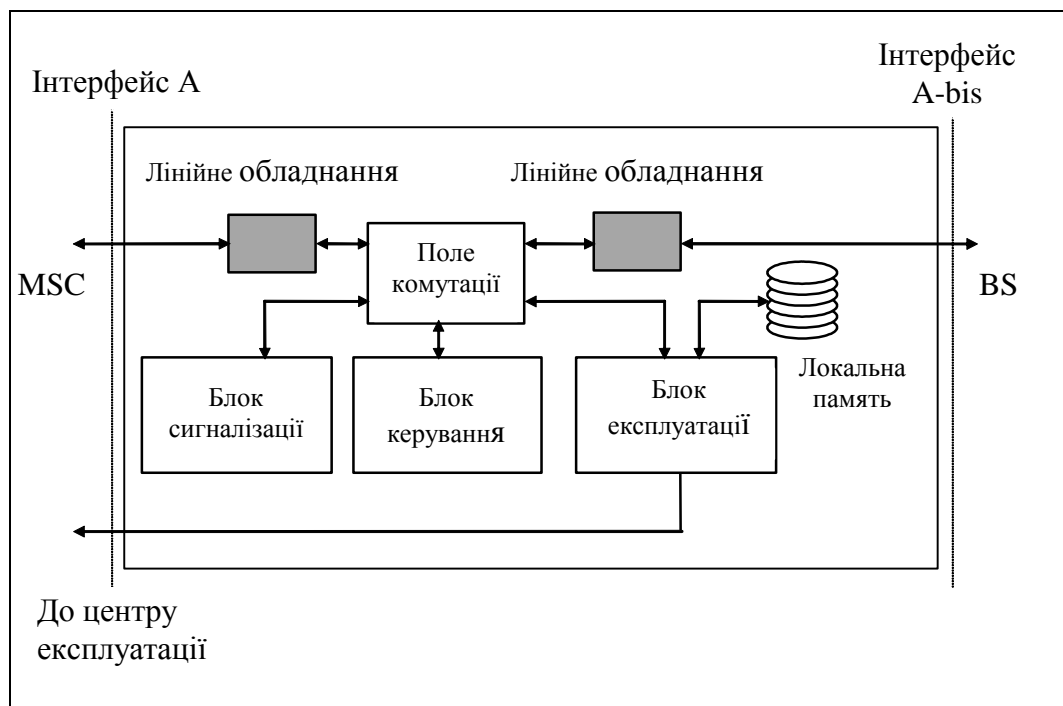 Інтерфейс А
Інтерфейс
A-bis
Лінійне обладнання
Лінійне обладнання
MSC
Поле
комутації
BS
Локальна
память
Блок
сигналізації
Блок
керування
Блок
експлуатації
До центру
експлуатації